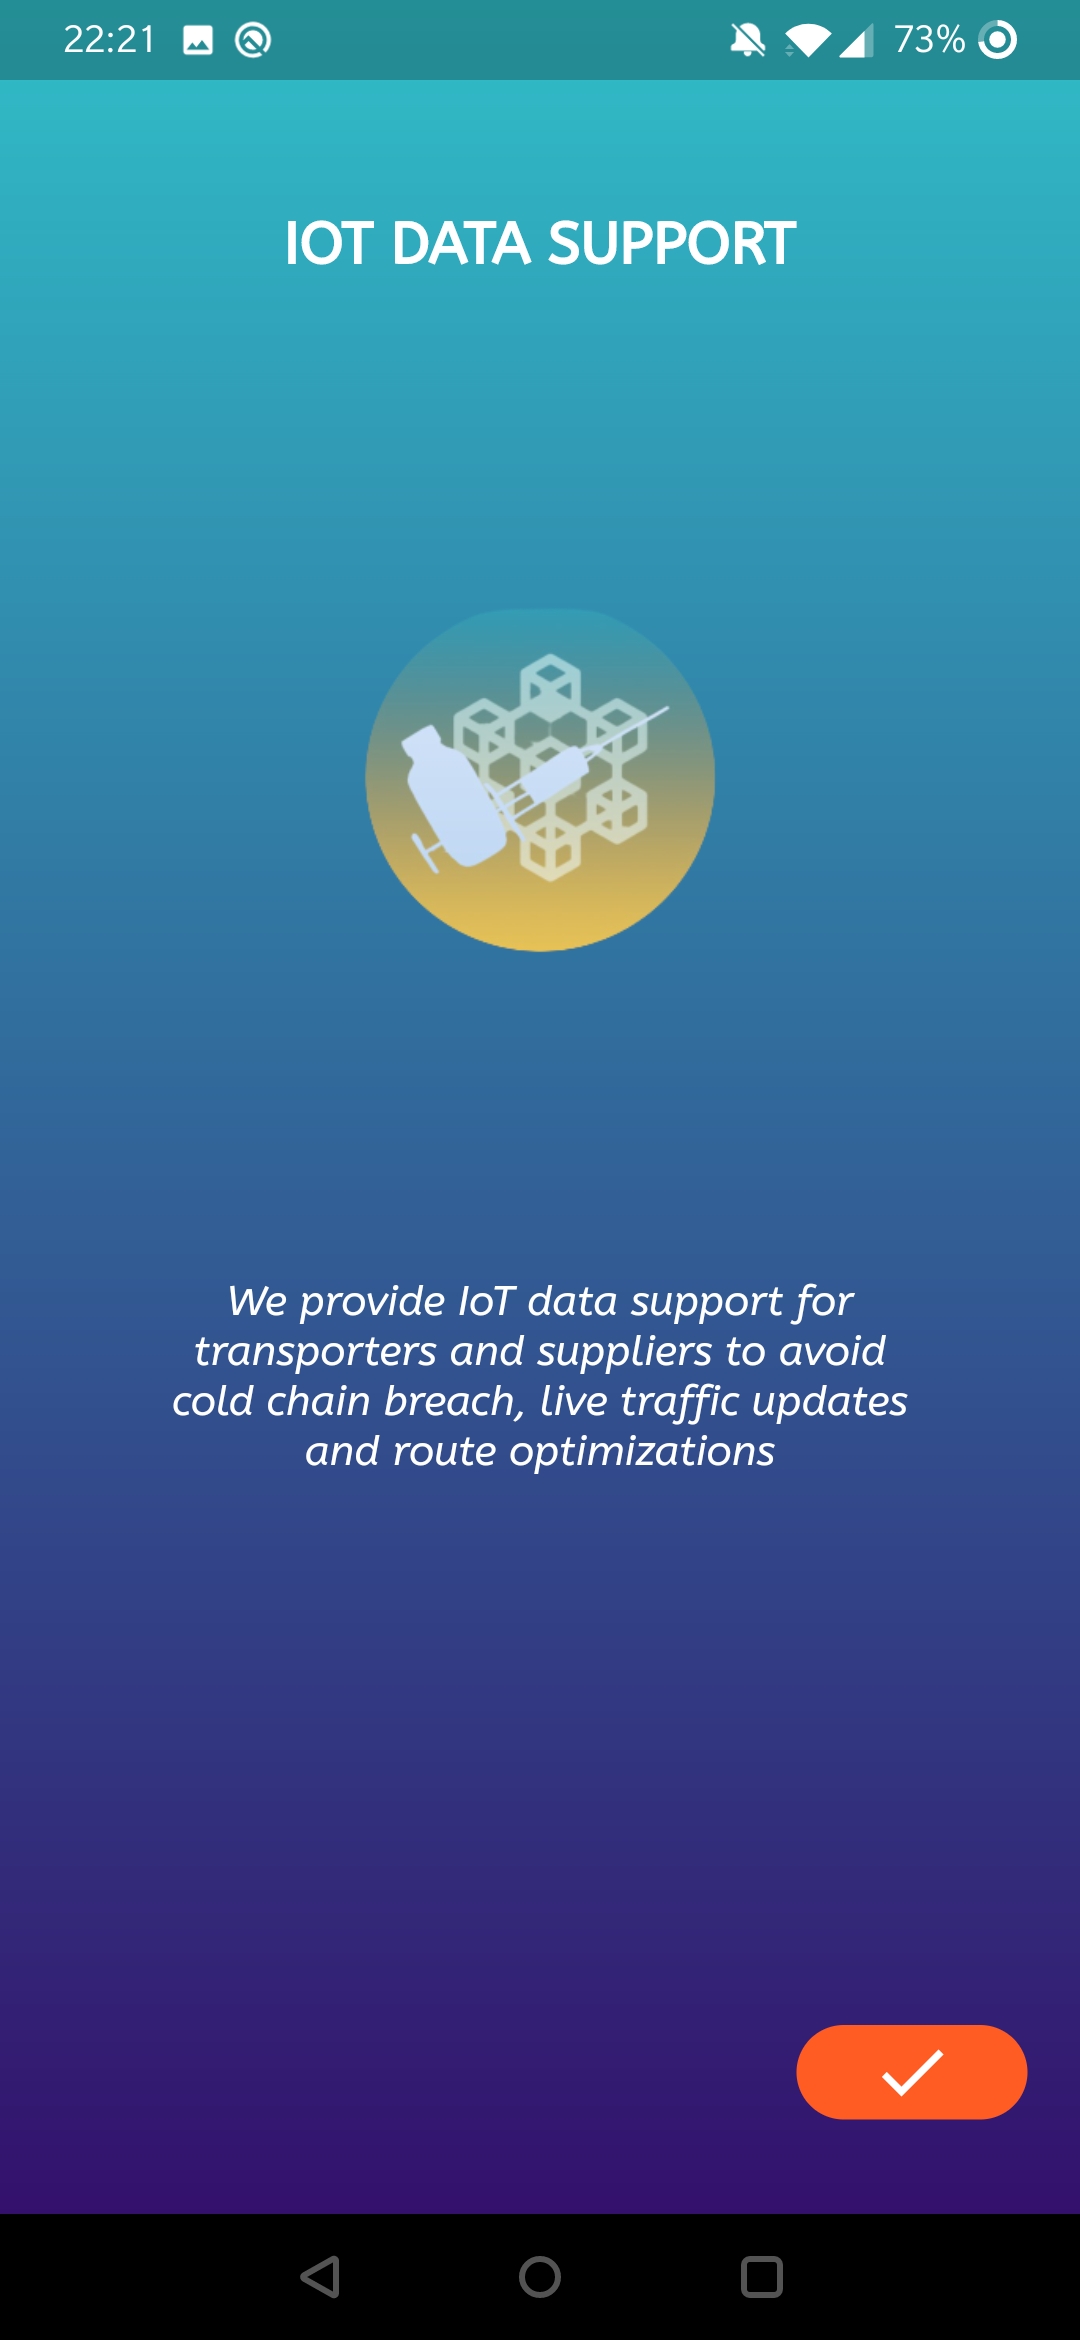 22:21
73%
IOT DATA SUPPORT
We provide IoT data support for
transporters and suppliers to avoid
cold chain breach, live traffic updates
and route optimizations